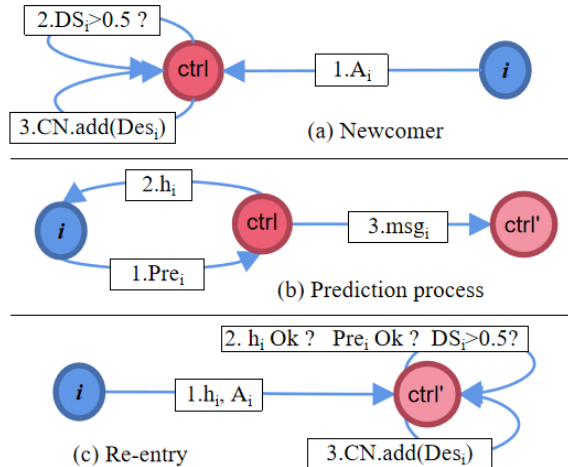 2.DSi>0.5 ?
ctrl
1.Ai
i
3.CN.add(Desi)
(a) Newcomer
2.hi
i
ctrl
3.msgi
ctrl'
1.Prei
(b) Prediction process
2. hi Ok ? Prei Ok ? DSi>0.5?
i
1.hi, Ai
ctrl'
(c) Re-entry
3.CN.add(Desi)